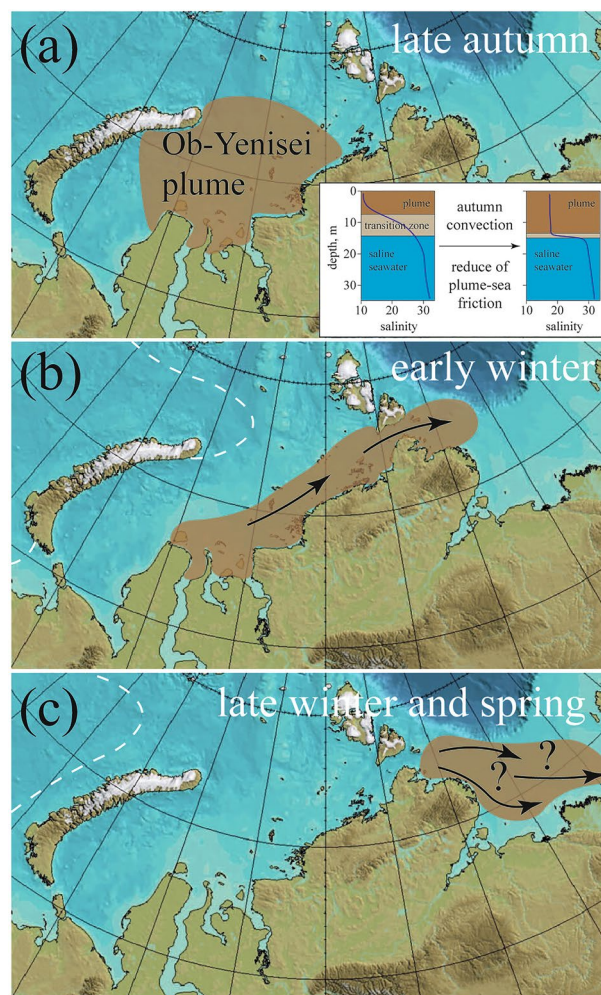 (a)
late autumn
Ob-Yenisei
plume
0
10
20
30
depth, m
plume
transition zone
saline
seawater
10
20
30
salinity
autumn
convection
reduce of
plume-sea
friction
plume
saline
seawater
10
20
30
salinity
(b)
early winter
(c)
late winter and spring
?
?